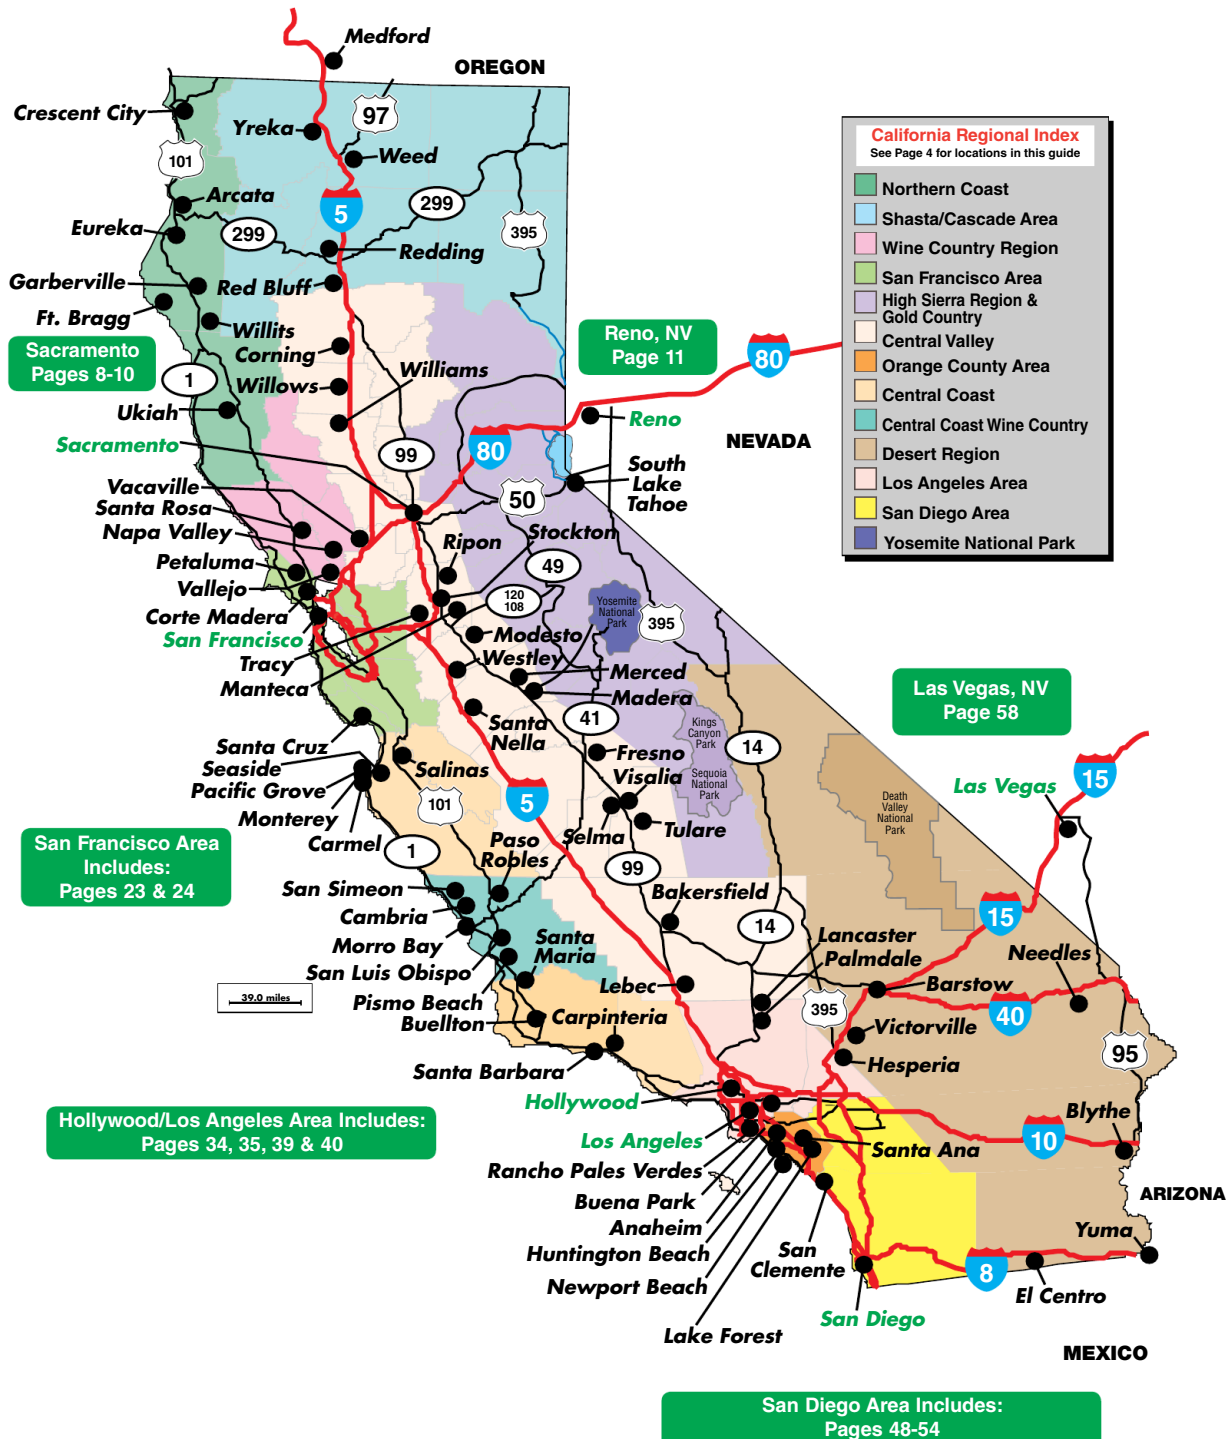 Medford
OREGON
Crescent City
Yreka
97
101
Weed
California Regional Index
See Page 4 for locations in this guide
Northern Coast
Shasta/Cascade Area
Wine Country Region
San Francisco Area
High Sierra Region &
Gold Country
Central Valley
Orange County Area
Central Coast
Central Coast Wine Country
Desert Region
Los Angeles Area
San Diego Area
Yosemite National Park
Arcata
5
299
Eureka
299
395
Redding
Garberville
Red Bluff
Ft. Bragg
Willits
Corning
Sacramento
Pages 8-10
Reno, NV
Page 11
80
1
Willows
Williams
Ukiah
Reno
Sacramento
99
80
NEVADA
South
Lake
Tahoe
50
Vacaville
Santa Rosa
Napa Valley
Stockton
Ripon
Petaluma
49
Vallejo
120
108
Yosemite
National
Park
395
Corte Madera
San Francisco
Modesto
Tracy
Westley
Merced
Manteca
Madera
Las Vegas, NV
Page 58
Santa
Nella
41
Kings
Canyon
Park
14
Santa Cruz
Seaside
Fresno
Salinas
Visalia
Sequoia
National
Park
15
Las Vegas
Pacific Grove
5
101
Death
Valley
National
Park
Monterey
Selma
Tulare
Carmel
San Francisco Area
Includes:
Pages 23 & 24
1
Paso
Robles
99
San Simeon
Bakersfield
Cambria
15
14
Morro Bay
Santa
Maria
Lancaster
Palmdale
Needles
San Luis Obispo
Lebec
Barstow
39.0 miles
Pismo Beach
395
40
Buellton
Carpinteria
Victorville
95
Santa Barbara
Hesperia
Hollywood
Blythe
Hollywood/Los Angeles Area Includes:
Pages 34, 35, 39 & 40
10
Los Angeles
Santa Ana
Rancho Pales Verdes
Buena Park
ARIZONA
Anaheim
Yuma
Huntington Beach
San
Clemente
Newport Beach
8
El Centro
San Diego
Lake Forest
MEXICO
San Diego Area Includes:
Pages 48-54